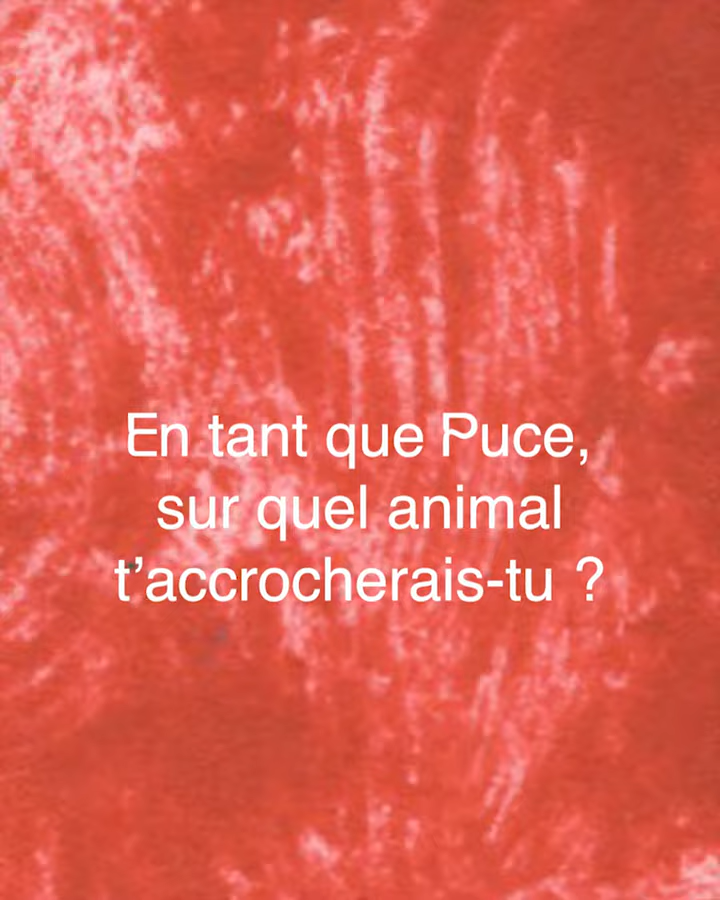 En tant que Puce,
sur quel animal
t’accrocherais-tu ?